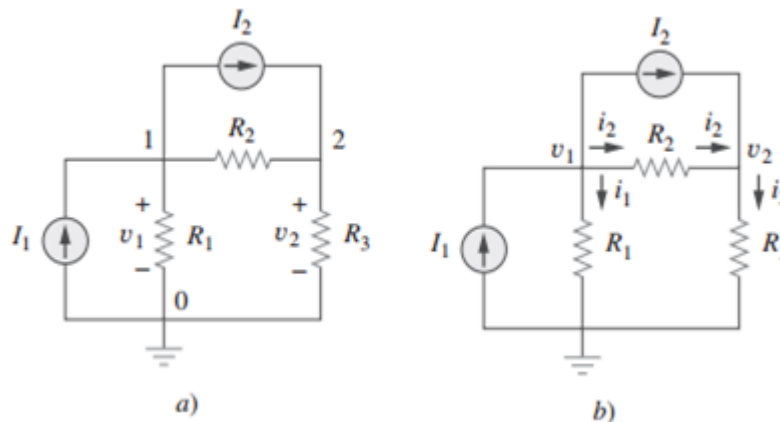 I2
1 R2 2
I1 + v1 − R1 + v2 − R3
0
a)
I2
v1 i2 R2 i2 v2
i1 i
I1 R1 R
b)